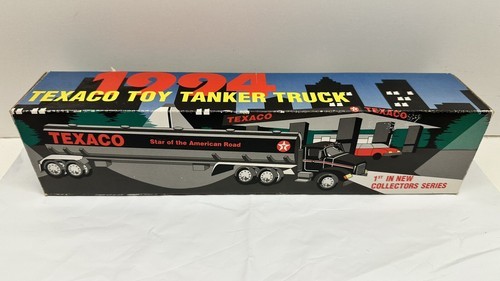 1994
TEXACO TOY TANKER TRUCK
TEXACO
TEXACO
TEXACO
Star of the American Road
1ST IN NEW
COLLECTORS SERIES